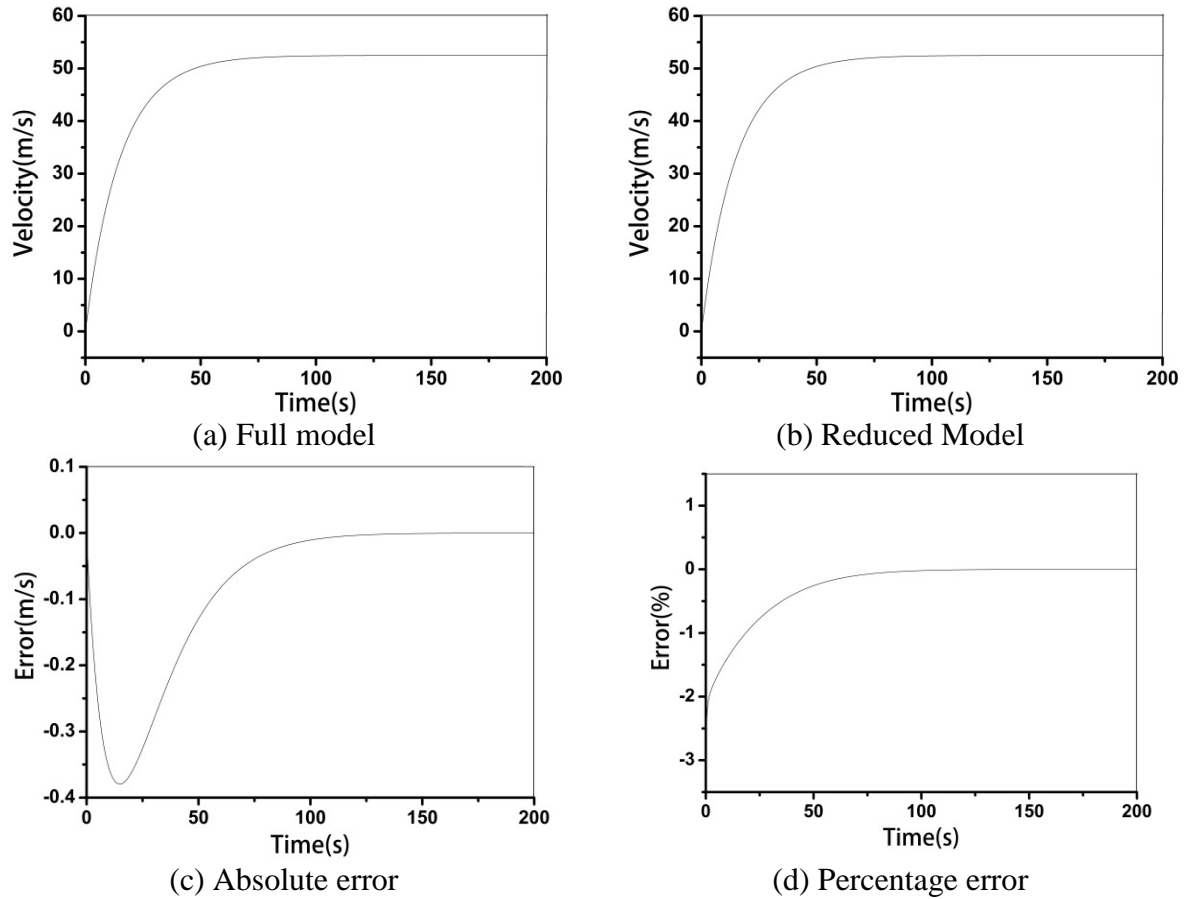 60
50
40
30
20
10
0
Velocity(m/s)
0 50 100 150 200
Time(s)
(a) Full model
60
50
40
30
20
10
0
Velocity(m/s)
0 50 100 150 200
Time(s)
(b) Reduced Model
0.1
0.0
-0.1
-0.2
-0.3
-0.4
Error(m/s)
0 50 100 150 200
Time(s)
(c) Absolute error
1
0
-1
-2
-3
Error(%)
0 50 100 150 200
Time(s)
(d) Percentage error